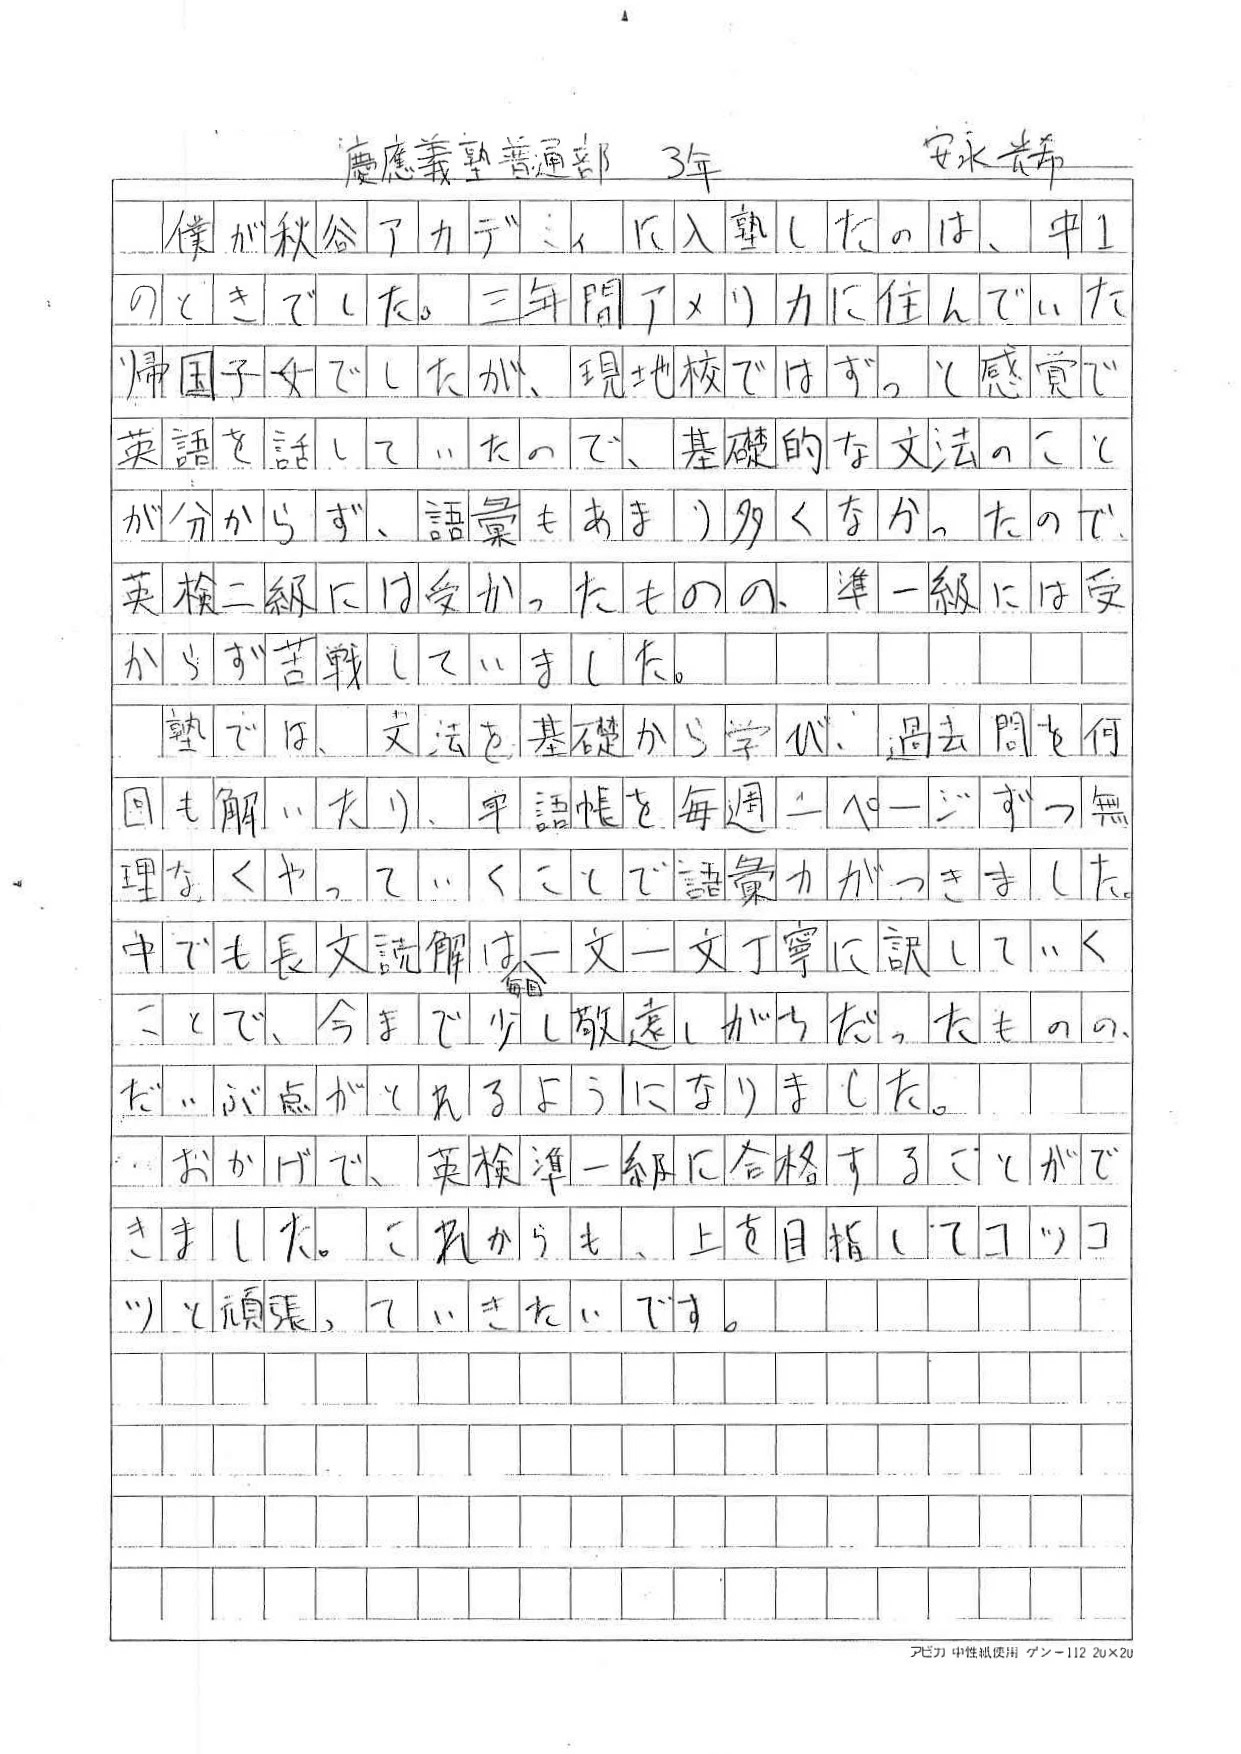 慶應義塾普通部 3年 安永 光希
僕が秋谷アカデミィに入塾したのは、中1
のときでした。三年間アメリカに住んでいた
帰国子女でしたが、現地校ではずっと感覚で
英語を話していたので、基礎的な文法のこと
が分からず、語彙もあまり多くなかったので、
英検二級には受かったものの、準一級には受
からず苦戦していました。
塾では、文法を基礎から学び、過去問を何
回も解いたり、単語帳を毎週二ページずつ無
理なくやっていくことで語彙力がつきました。
中でも長文読解は毎回一文一文丁寧に訳していく
ことで、今まで少し敬遠しがちだったものの、
だいぶ点がとれるようになりました。
おかげで、英検準一級に合格することがで
きました。これからも、上を目指してコツコ
ツと頑張っていきたいです。
アピカ 中性紙使用 ゲンー112 20×20